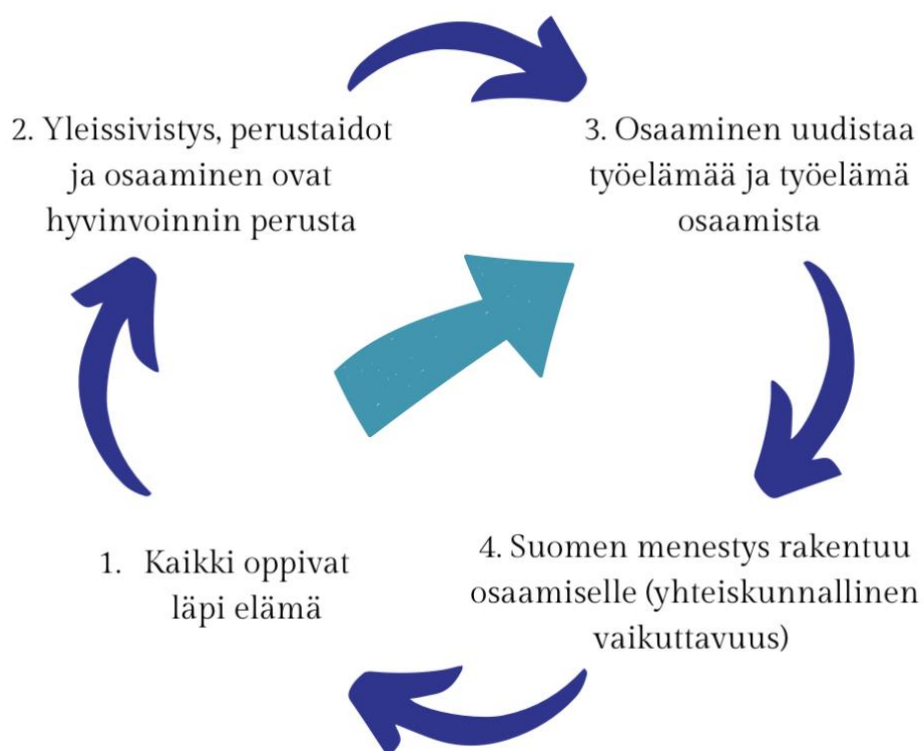 2. Yleissivistys, perustaidot
ja osaaminen ovat
hyvinvoinnin perusta
3. Osaaminen uudistaa
työelämää ja työelämä
osaamista
1. Kaikki oppivat
läpi elämä
4. Suomen menestys rakentuu
osaamiselle (yhteiskunnallinen
vaikuttavuus)